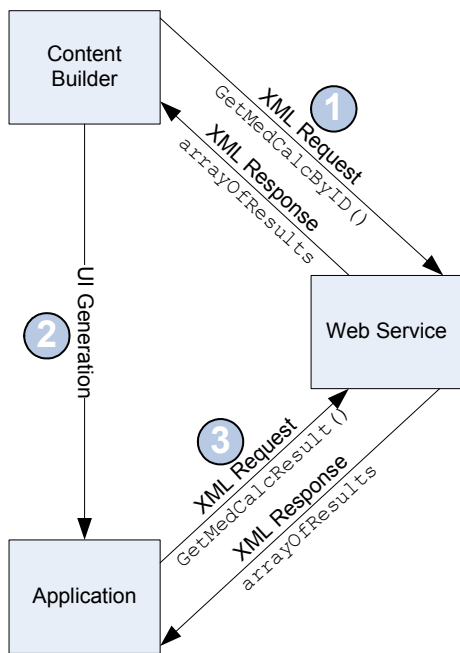 Content
Builder
1
XML Request
GetMedCalcByID()
XML Response
arrayOfResults
UI Generation
2
Web Service
3
XML Request
GetMedCalcResult()
XML Response
arrayOfResults
Application